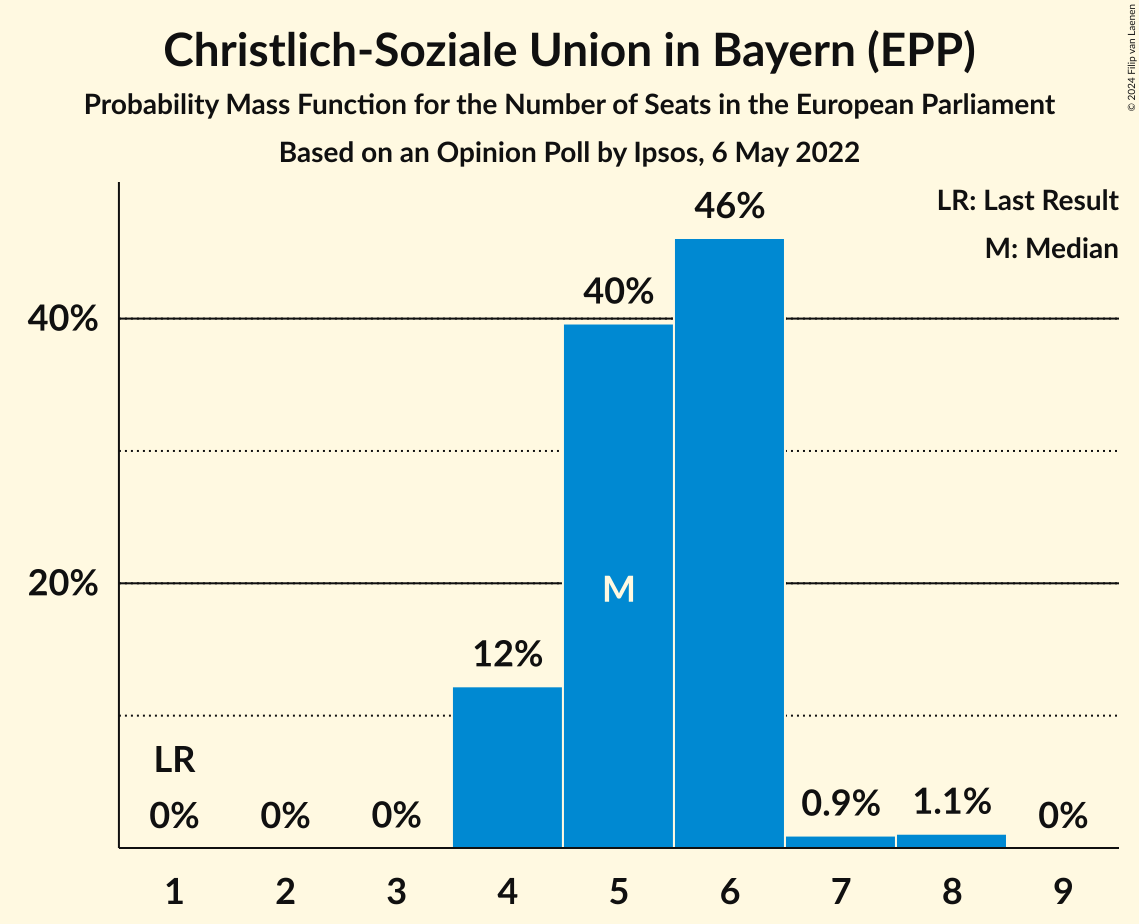 Christlich-Soziale Union in Bayern (EPP)
Probability Mass Function for the Number of Seats in the European Parliament
Based on an Opinion Poll by Ipsos, 6 May 2022
© 2024 Filip van Laenen
LR: Last Result
M: Median
46%
40%
40%
20%
M
12%
LR
0%
0%
0%
0.9%
1.1%
0%
1 2 3 4 5 6 7 8 9